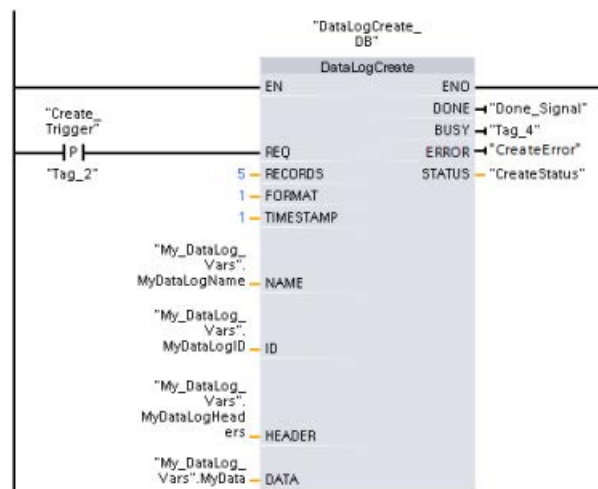 "DataLogCreate_
DB"
DataLogCreate
EN ENO
DONE "Done_Signal"
"Create_
Trigger"
BUSY "Tag_4"
P REQ ERROR "CreateError"
"Tag_2" 5 RECORDS STATUS "CreateStatus"
1 FORMAT
1 TIMESTAMP
"My_DataLog_
Vars".
MyDataLogName NAME
"My_DataLog_
Vars".
MyDataLogID ID
"My_DataLog_
Vars".
MyDataLogHead
ers HEADER
"My_DataLog_
Vars".MyData DATA